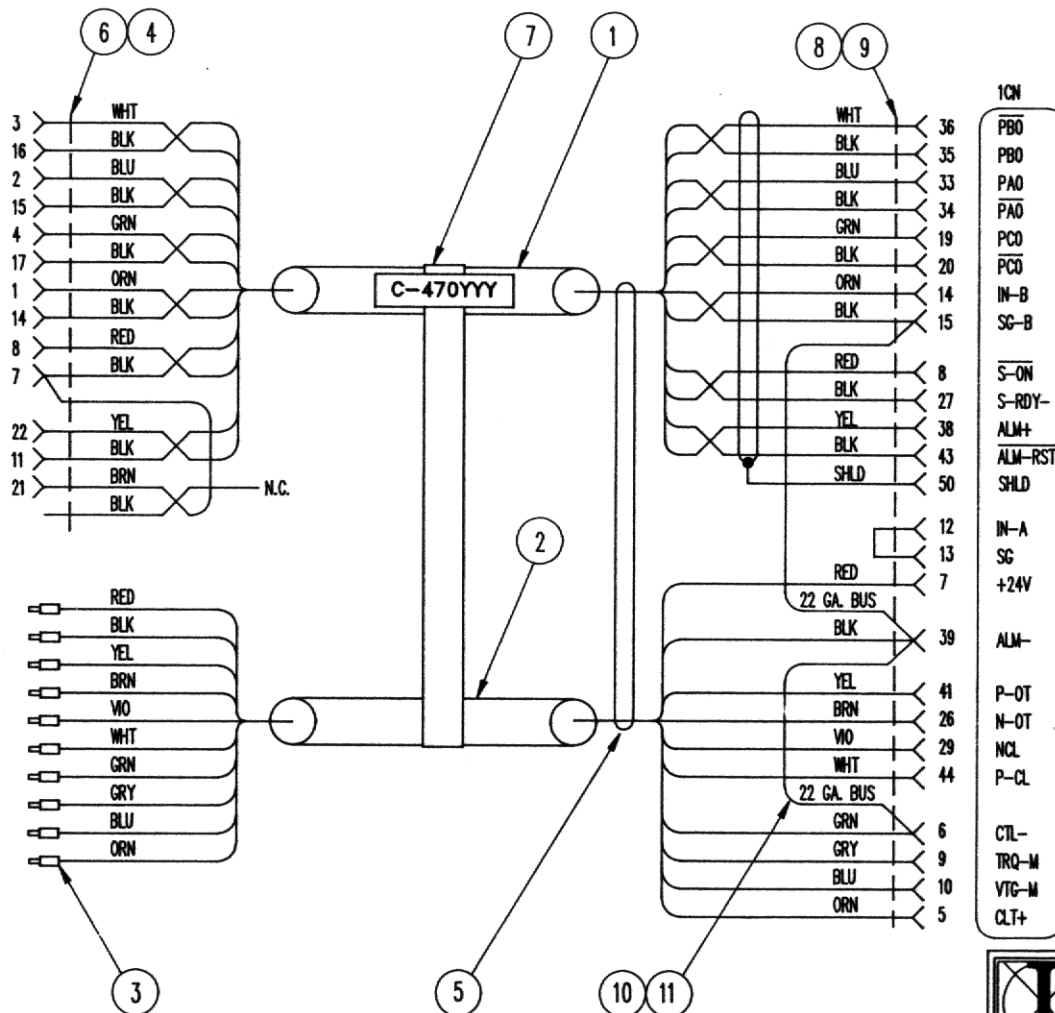 6 4
7
1
8 9
1CN
3 WHT
16 BLK
2 BLU
15 BLK
4 GRN
17 BLK
1 ORN
14 BLK
8 RED
7 BLK
22 YEL
11 BLK
21 BRN
BLK
N.C.
C-470YYY
WHT 36 PBO
BLK 35 PBO
BLU 33 PAO
BLK 34 PAO
GRN 19 PCO
BLK 20 PCO
ORN 14 IN-B
BLK 15 SG-B
RED 8 S-ON
BLK 27 S-RDY-
YEL 38 ALM+
BLK 43 ALM-RST
SHLD 50 SHLD
12 IN-A
13 SG
RED 7 +24V
22 GA. BUS
BLK 39 ALM-
YEL 41 P-OT
BRN 26 N-OT
VIO 29 NCL
WHT 44 P-CL
22 GA. BUS
GRN 6 CTL-
GRY 9 TRQ-M
BLU 10 VTG-M
ORN 5 CLT+
2
RED
BLK
YEL
BRN
VIO
WHT
GRN
GRY
BLU
ORN
3
5
10 11